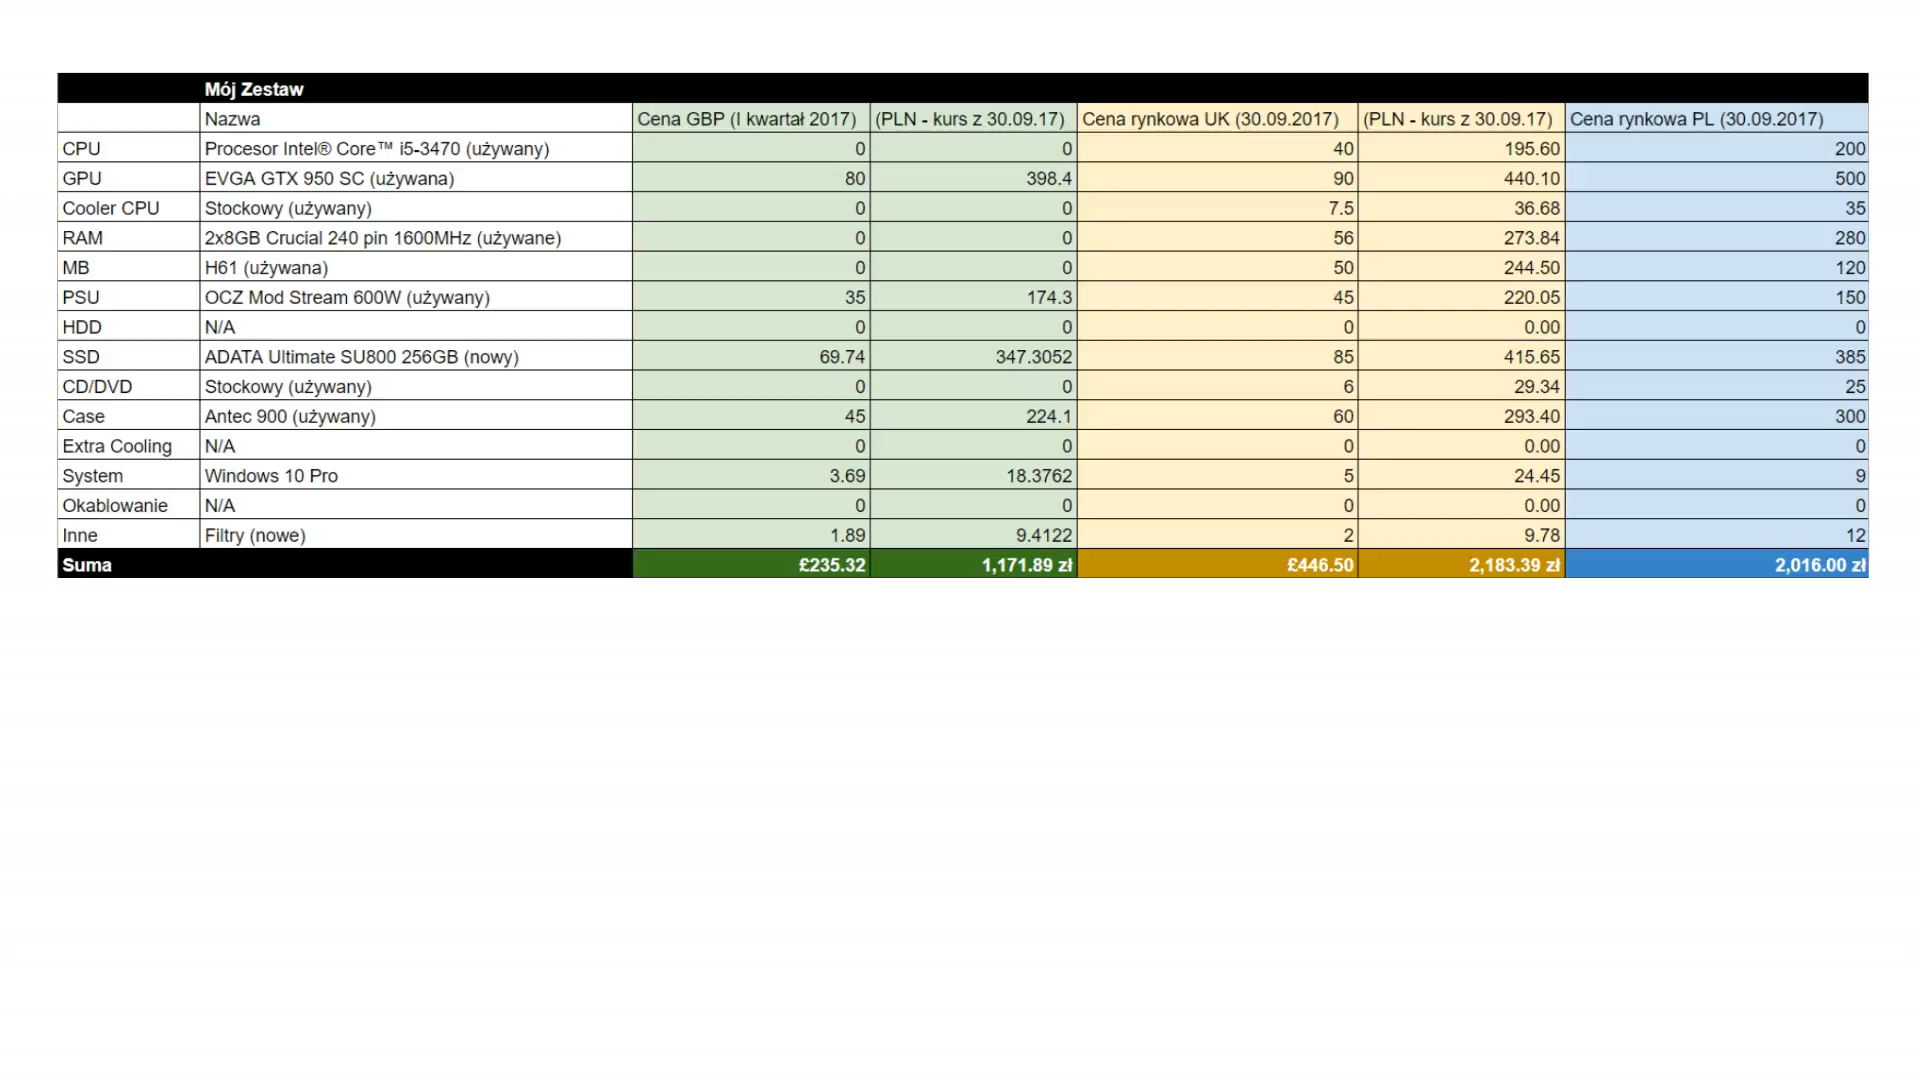 Mój Zestaw
Nazwa Cena GBP (I kwartał 2017) (PLN - kurs z 30.09.17) Cena rynkowa UK (30.09.2017) (PLN - kurs z 30.09.17) Cena rynkowa PL (30.09.2017)
CPU Procesor Intel® Core™ i5-3470 (używany) 0 0 40 195.60 200
GPU EVGA GTX 950 SC (używana) 80 398.4 90 440.10 500
Cooler CPU Stockowy (używany) 0 0 7.5 36.68 35
RAM 2x8GB Crucial 240 pin 1600MHz (używane) 0 0 56 273.84 280
MB H61 (używana) 0 0 50 244.50 120
PSU OCZ Mod Stream 600W (używany) 35 174.3 45 220.05 150
HDD N/A 0 0 0 0.00 0
SSD ADATA Ultimate SU800 256GB (nowy) 69.74 347.3052 85 415.65 385
CD/DVD Stockowy (używany) 0 0 6 29.34 25
Case Antec 900 (używany) 45 224.1 60 293.40 300
Extra Cooling N/A 0 0 0 0.00 0
System Windows 10 Pro 3.69 18.3762 5 24.45 9
Okablowanie N/A 0 0 0 0.00 0
Inne Filtry (nowe) 1.89 9.4122 2 9.78 12
Suma £235.32 1,171.89 zł £446.50 2,183.39 zł 2,016.00 zł